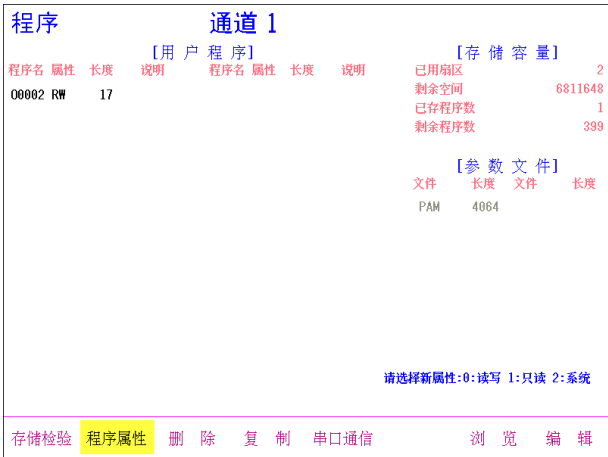 程序 通道 1
[用 户 程 序] [存 储 容 量]
程序名 属性 长度 说明 程序名 属性 长度 说明 已用扇区 2
O0002 RW 17 剩余空间 6811648
已存程序数 1
剩余程序数 399
[参 数 文 件]
文件 长度 文件 长度
PAM 4064
请选择新属性:0:读写 1:只读 2:系统
存储检验 程序属性 删 除 复 制 串口通信 浏 览 编 辑